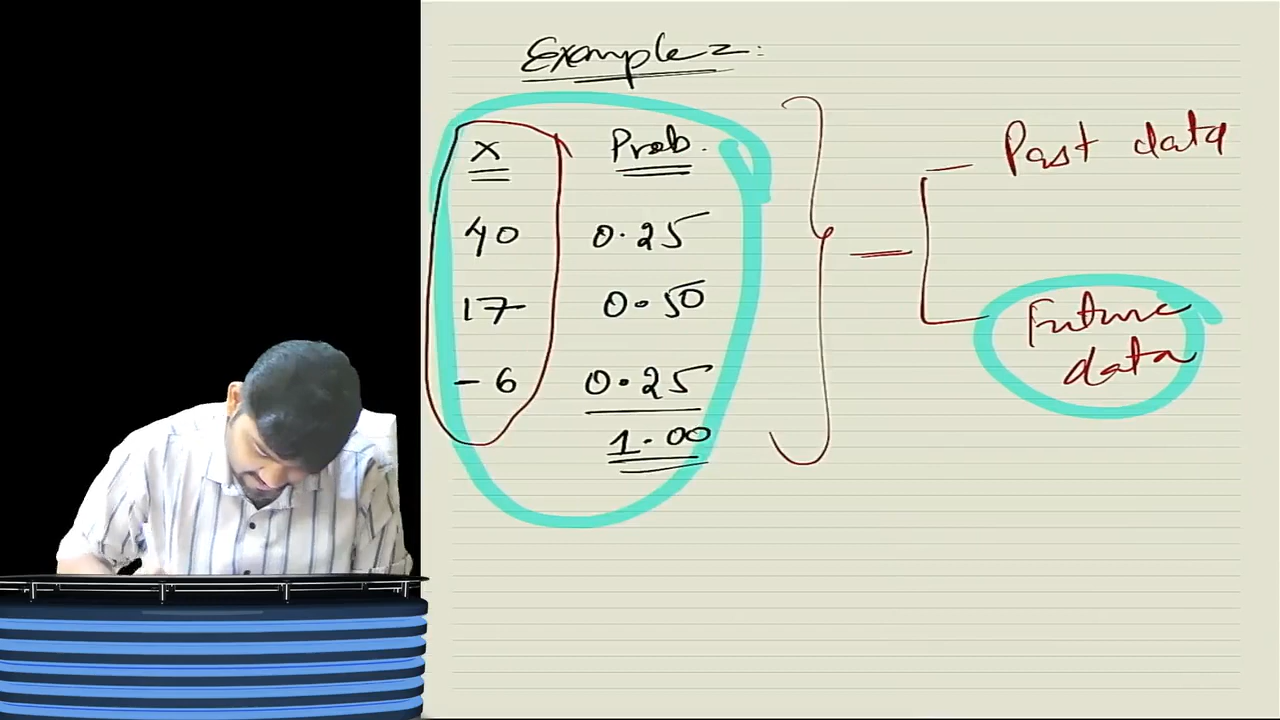 Example 2:
X Prob.
40 0.25
17 0.50
-6 0.25
1.00
Past data
Future
data